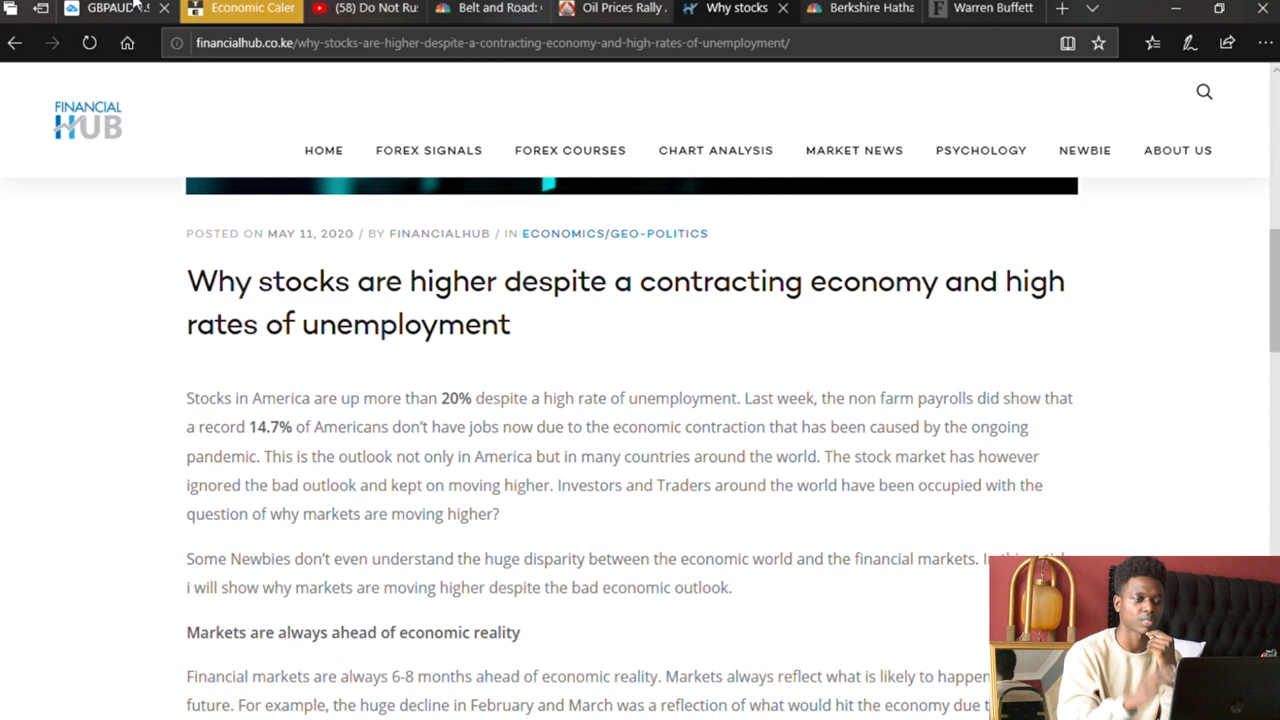 GBPAUD
Economic Caler
(58) Do Not Ru
Belt and Road:
Oil Prices Rally
Why stocks
Berkshire Hatha
Warren Buffett
financialhub.co.ke/why-stocks-are-higher-despite-a-contracting-economy-and-high-rates-of-unemployment/
FINANCIAL
HUB
HOME FOREX SIGNALS FOREX COURSES CHART ANALYSIS MARKET NEWS PSYCHOLOGY NEWBIE ABOUT US
POSTED ON MAY 11, 2020 / BY FINANCIALHUB / IN ECONOMICS/GEO-POLITICS
Why stocks are higher despite a contracting economy and high
rates of unemployment
Stocks in America are up more than 20% despite a high rate of unemployment. Last week, the non farm payrolls did show that
a record 14.7% of Americans don't have jobs now due to the economic contraction that has been caused by the ongoing
pandemic. This is the outlook not only in America but in many countries around the world. The stock market has however
ignored the bad outlook and kept on moving higher. Investors and Traders around the world have been occupied with the
question of why markets are moving higher?
Some Newbies don't even understand the huge disparity between the economic world and the financial markets.
i will show why markets are moving higher despite the bad economic outlook.
Markets are always ahead of economic reality
Financial markets are always 6-8 months ahead of economic reality. Markets always reflect what is likely to happen
future. For example, the huge decline in February and March was a reflection of what would hit the economy due